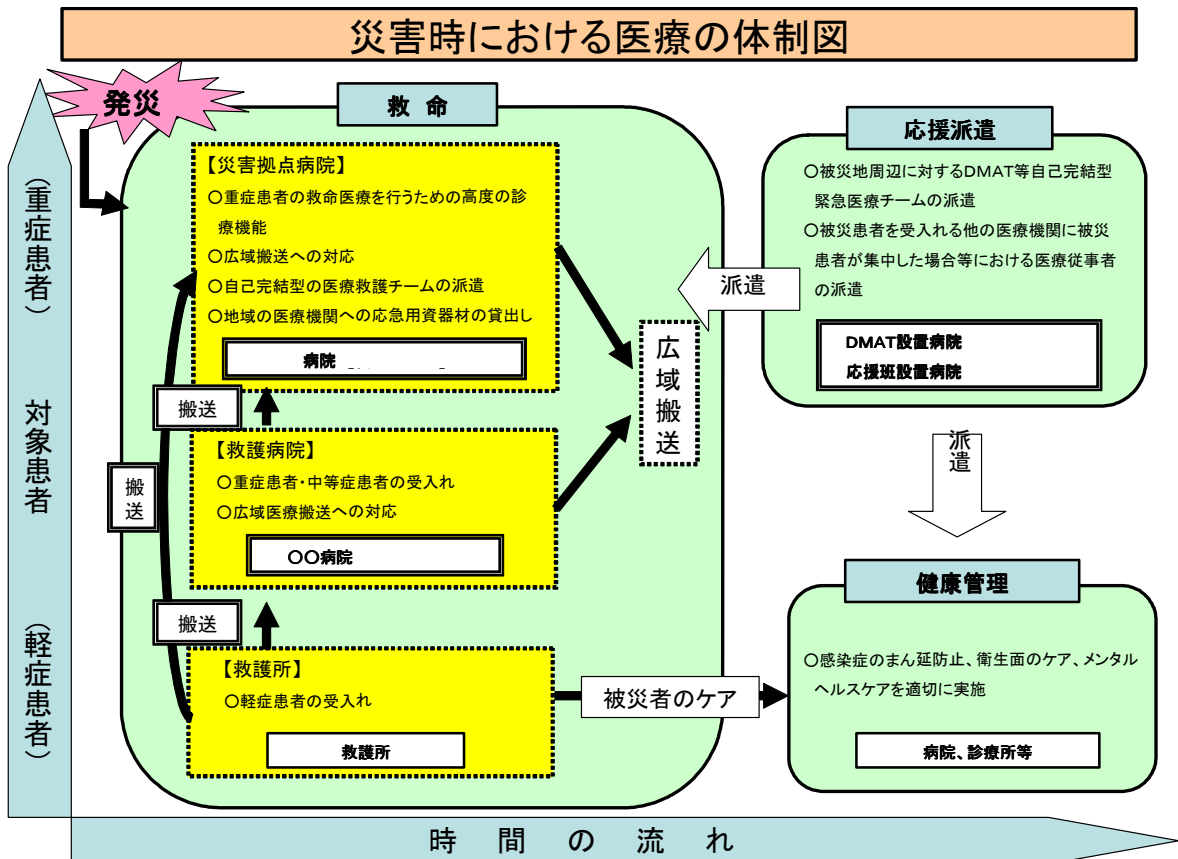 災害時における医療の体制図
発災
救 命
【災害拠点病院】
○重症患者の救命医療を行うための高度の診
療機能
○広域搬送への対応
○自己完結型の医療救護チームの派遣
○地域の医療機関への応急用資器材の貸出し
病院
搬送
【救護病院】
○重症患者・中等症患者の受入れ
○広域医療搬送への対応
○○病院
搬送
搬送
【救護所】
○軽症患者の受入れ
救護所
広域搬送
派遣
応援派遣
○被災地周辺に対するDMAT等自己完結型
緊急医療チームの派遣
○被災患者を受入れる他の医療機関に被災
患者が集中した場合等における医療従事者
の派遣
DMAT設置病院
応援班設置病院
派遣
被災者のケア
健康管理
○感染症のまん延防止、衛生面のケア、メンタル
ヘルスケアを適切に実施
病院、診療所等
(重症患者) 対象患者 (軽症患者)
時 間 の 流 れ